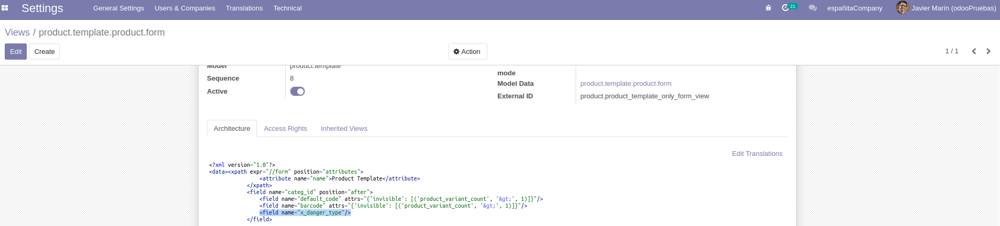 Settings General Settings Users & Companies Translations Technical 21 españitaCompany Javier Marín (odooPruebas)
Views / product.template.product.form
Edit Create Action 1 / 1
Model product.template
mode
Sequence 8
Model Data product.template.product.form
Active
External ID product.product_template_only_form_view
Architecture Access Rights Inherited Views
Edit Translations
<?xml version="1.0"?>
<data><xpath expr="//form" position="attributes">
<attribute name="name">Product Template</attribute>
</xpath>
<field name="categ_id" position="after">
<field name="default_code" attrs="{'invisible': [('product_variant_count', '&gt;', 1)]}"/>
<field name="barcode" attrs="{'invisible': [('product_variant_count', '&gt;', 1)]}"/>
<field name="x_danger_type"/>
</field>